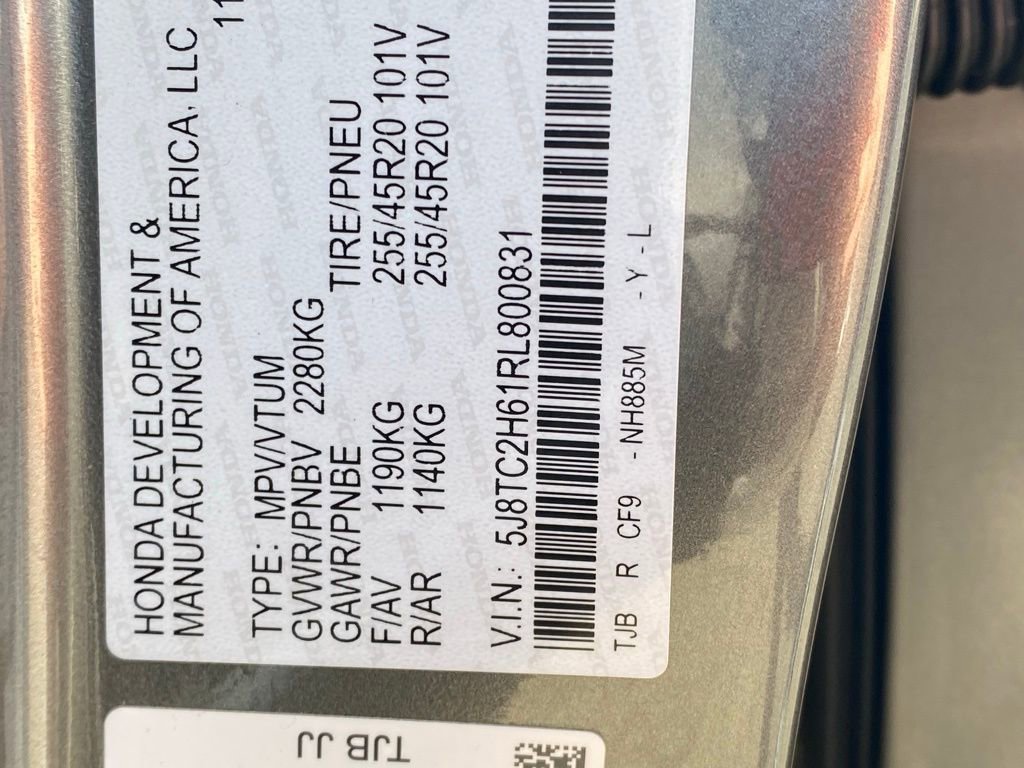 HONDA DEVELOPMENT &
MANUFACTURING OF AMERICA, LLC
11
TYPE: MPV/VTUM
GVWR/PNBV 2280KG
GAWR/PNBE TIRE/PNEU
F/AV 1190KG 255/45R20 101V
R/AR 1140KG 255/45R20 101V
V.I.N.: 5J8TC2H61RL800831
TJB R CF9 - NH885M - Y - L
TJB JJ